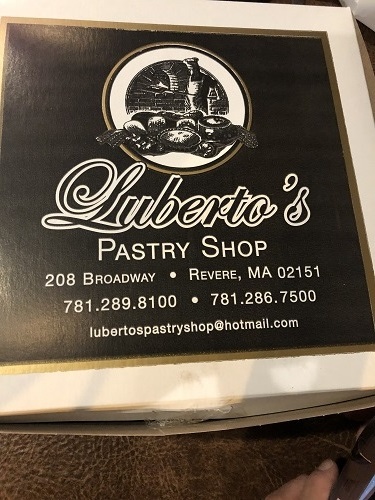 Luberto's
PASTRY SHOP
208 BROADWAY • REVERE, MA 02151
781.289.8100 • 781.286.7500
lubertospastryshop@hotmail.com